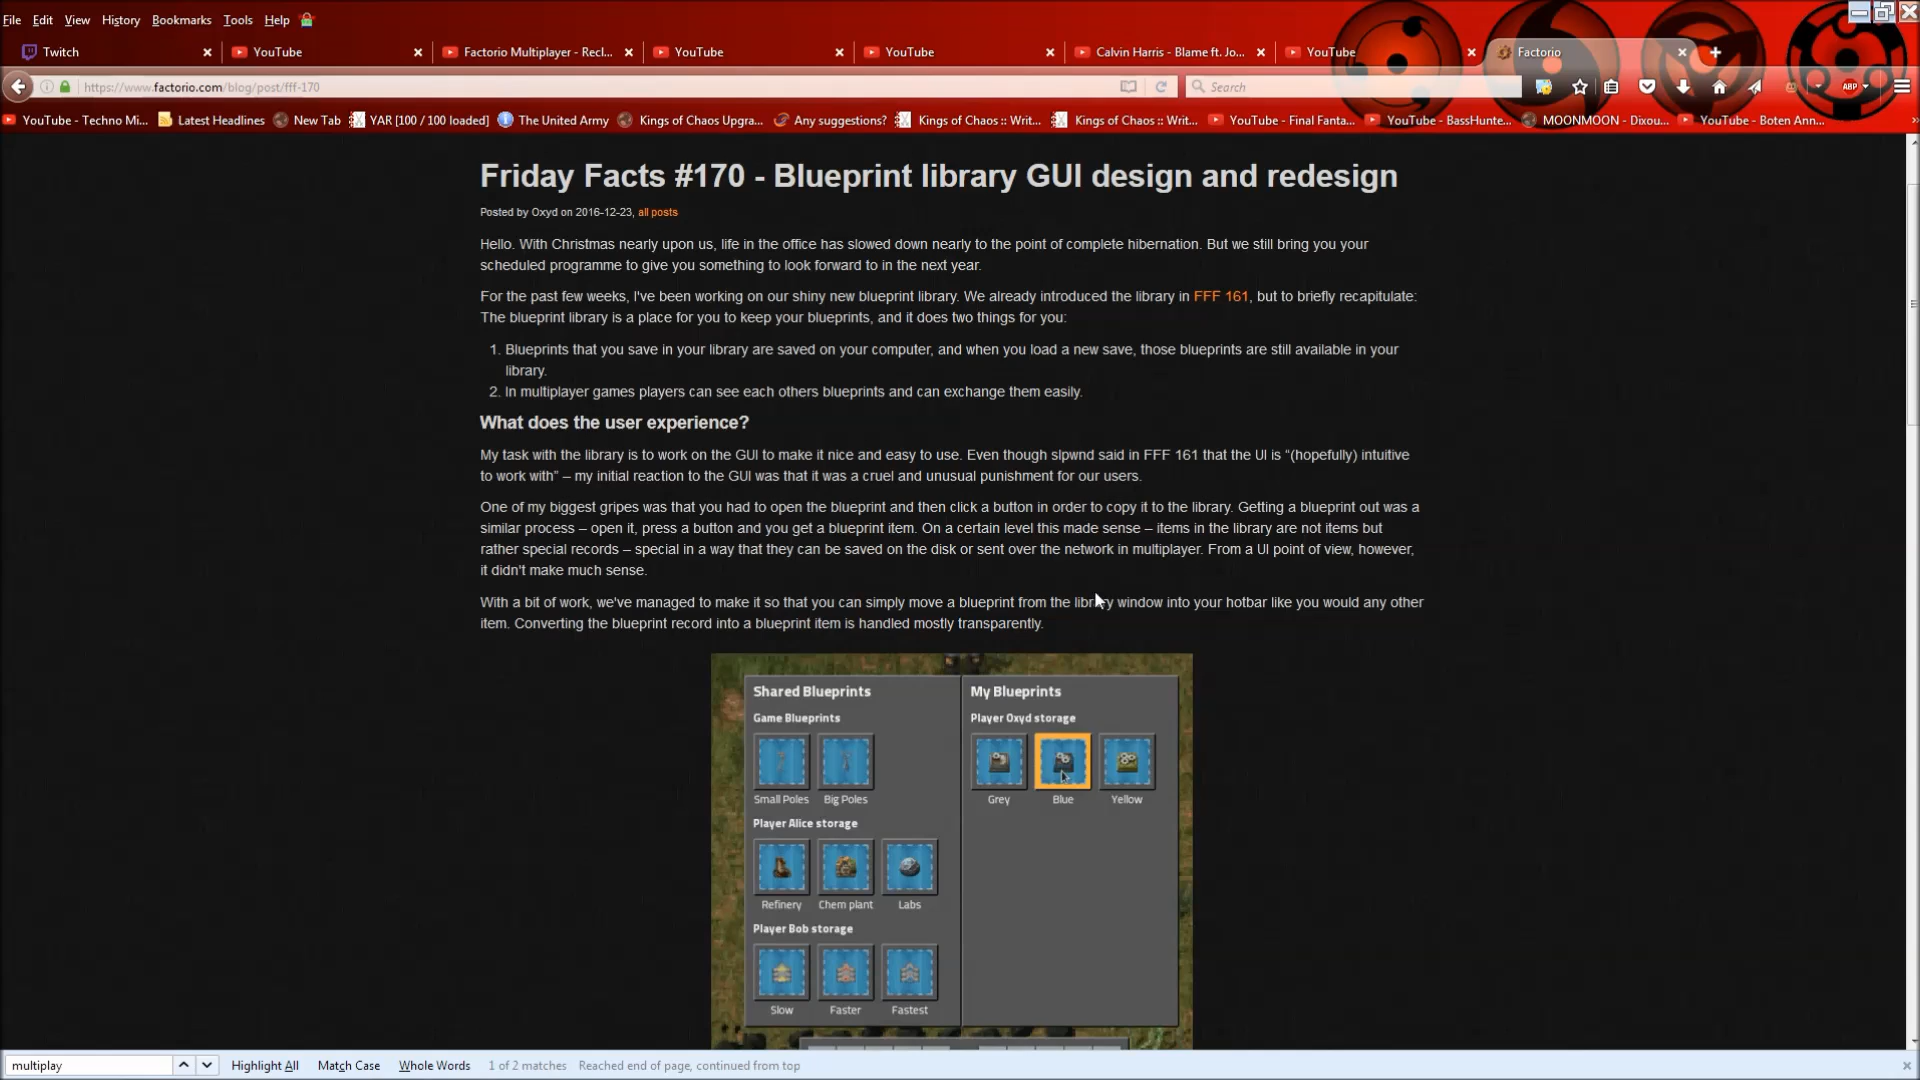 File Edit View History Bookmarks Tools Help
Twitch YouTube Factorio Multiplayer - Recl... YouTube YouTube Calvin Harris - Blame ft. Jo... YouTube Factorio
https://www.factorio.com/blog/post/fff-170 Search ABP
YouTube - Techno Mi... Latest Headlines New Tab YAR [100 / 100 loaded] The United Army Kings of Chaos Upgra... Any suggestions? Kings of Chaos :: Writ... Kings of Chaos :: Writ... YouTube - Final Fanta... YouTube - BassHunte... MOONMOON - Dixou... YouTube - Boten Ann...
Friday Facts #170 - Blueprint library GUI design and redesign
Posted by Oxyd on 2016-12-23, all posts
Hello. With Christmas nearly upon us, life in the office has slowed down nearly to the point of complete hibernation. But we still bring you your
scheduled programme to give you something to look forward to in the next year.
For the past few weeks, I've been working on our shiny new blueprint library. We already introduced the library in FFF 161, but to briefly recapitulate:
The blueprint library is a place for you to keep your blueprints, and it does two things for you:
1. Blueprints that you save in your library are saved on your computer, and when you load a new save, those blueprints are still available in your
library.
2. In multiplayer games players can see each others blueprints and can exchange them easily.
What does the user experience?
My task with the library is to work on the GUI to make it nice and easy to use. Even though slpwnd said in FFF 161 that the UI is “(hopefully) intuitive
to work with” – my initial reaction to the GUI was that it was a cruel and unusual punishment for our users.
One of my biggest gripes was that you had to open the blueprint and then click a button in order to copy it to the library. Getting a blueprint out was a
similar process – open it, press a button and you get a blueprint item. On a certain level this made sense – items in the library are not items but
rather special records – special in a way that they can be saved on the disk or sent over the network in multiplayer. From a UI point of view, however,
it didn't make much sense.
With a bit of work, we've managed to make it so that you can simply move a blueprint from the library window into your hotbar like you would any other
item. Converting the blueprint record into a blueprint item is handled mostly transparently.
Shared Blueprints My Blueprints
Game Blueprints Player Oxyd storage
Small Poles Big Poles Grey Blue Yellow
Player Alice storage
Refinery Chem plant Labs
Player Bob storage
Slow Faster Fastest
multiplay Highlight All Match Case Whole Words 1 of 2 matches Reached end of page, continued from top